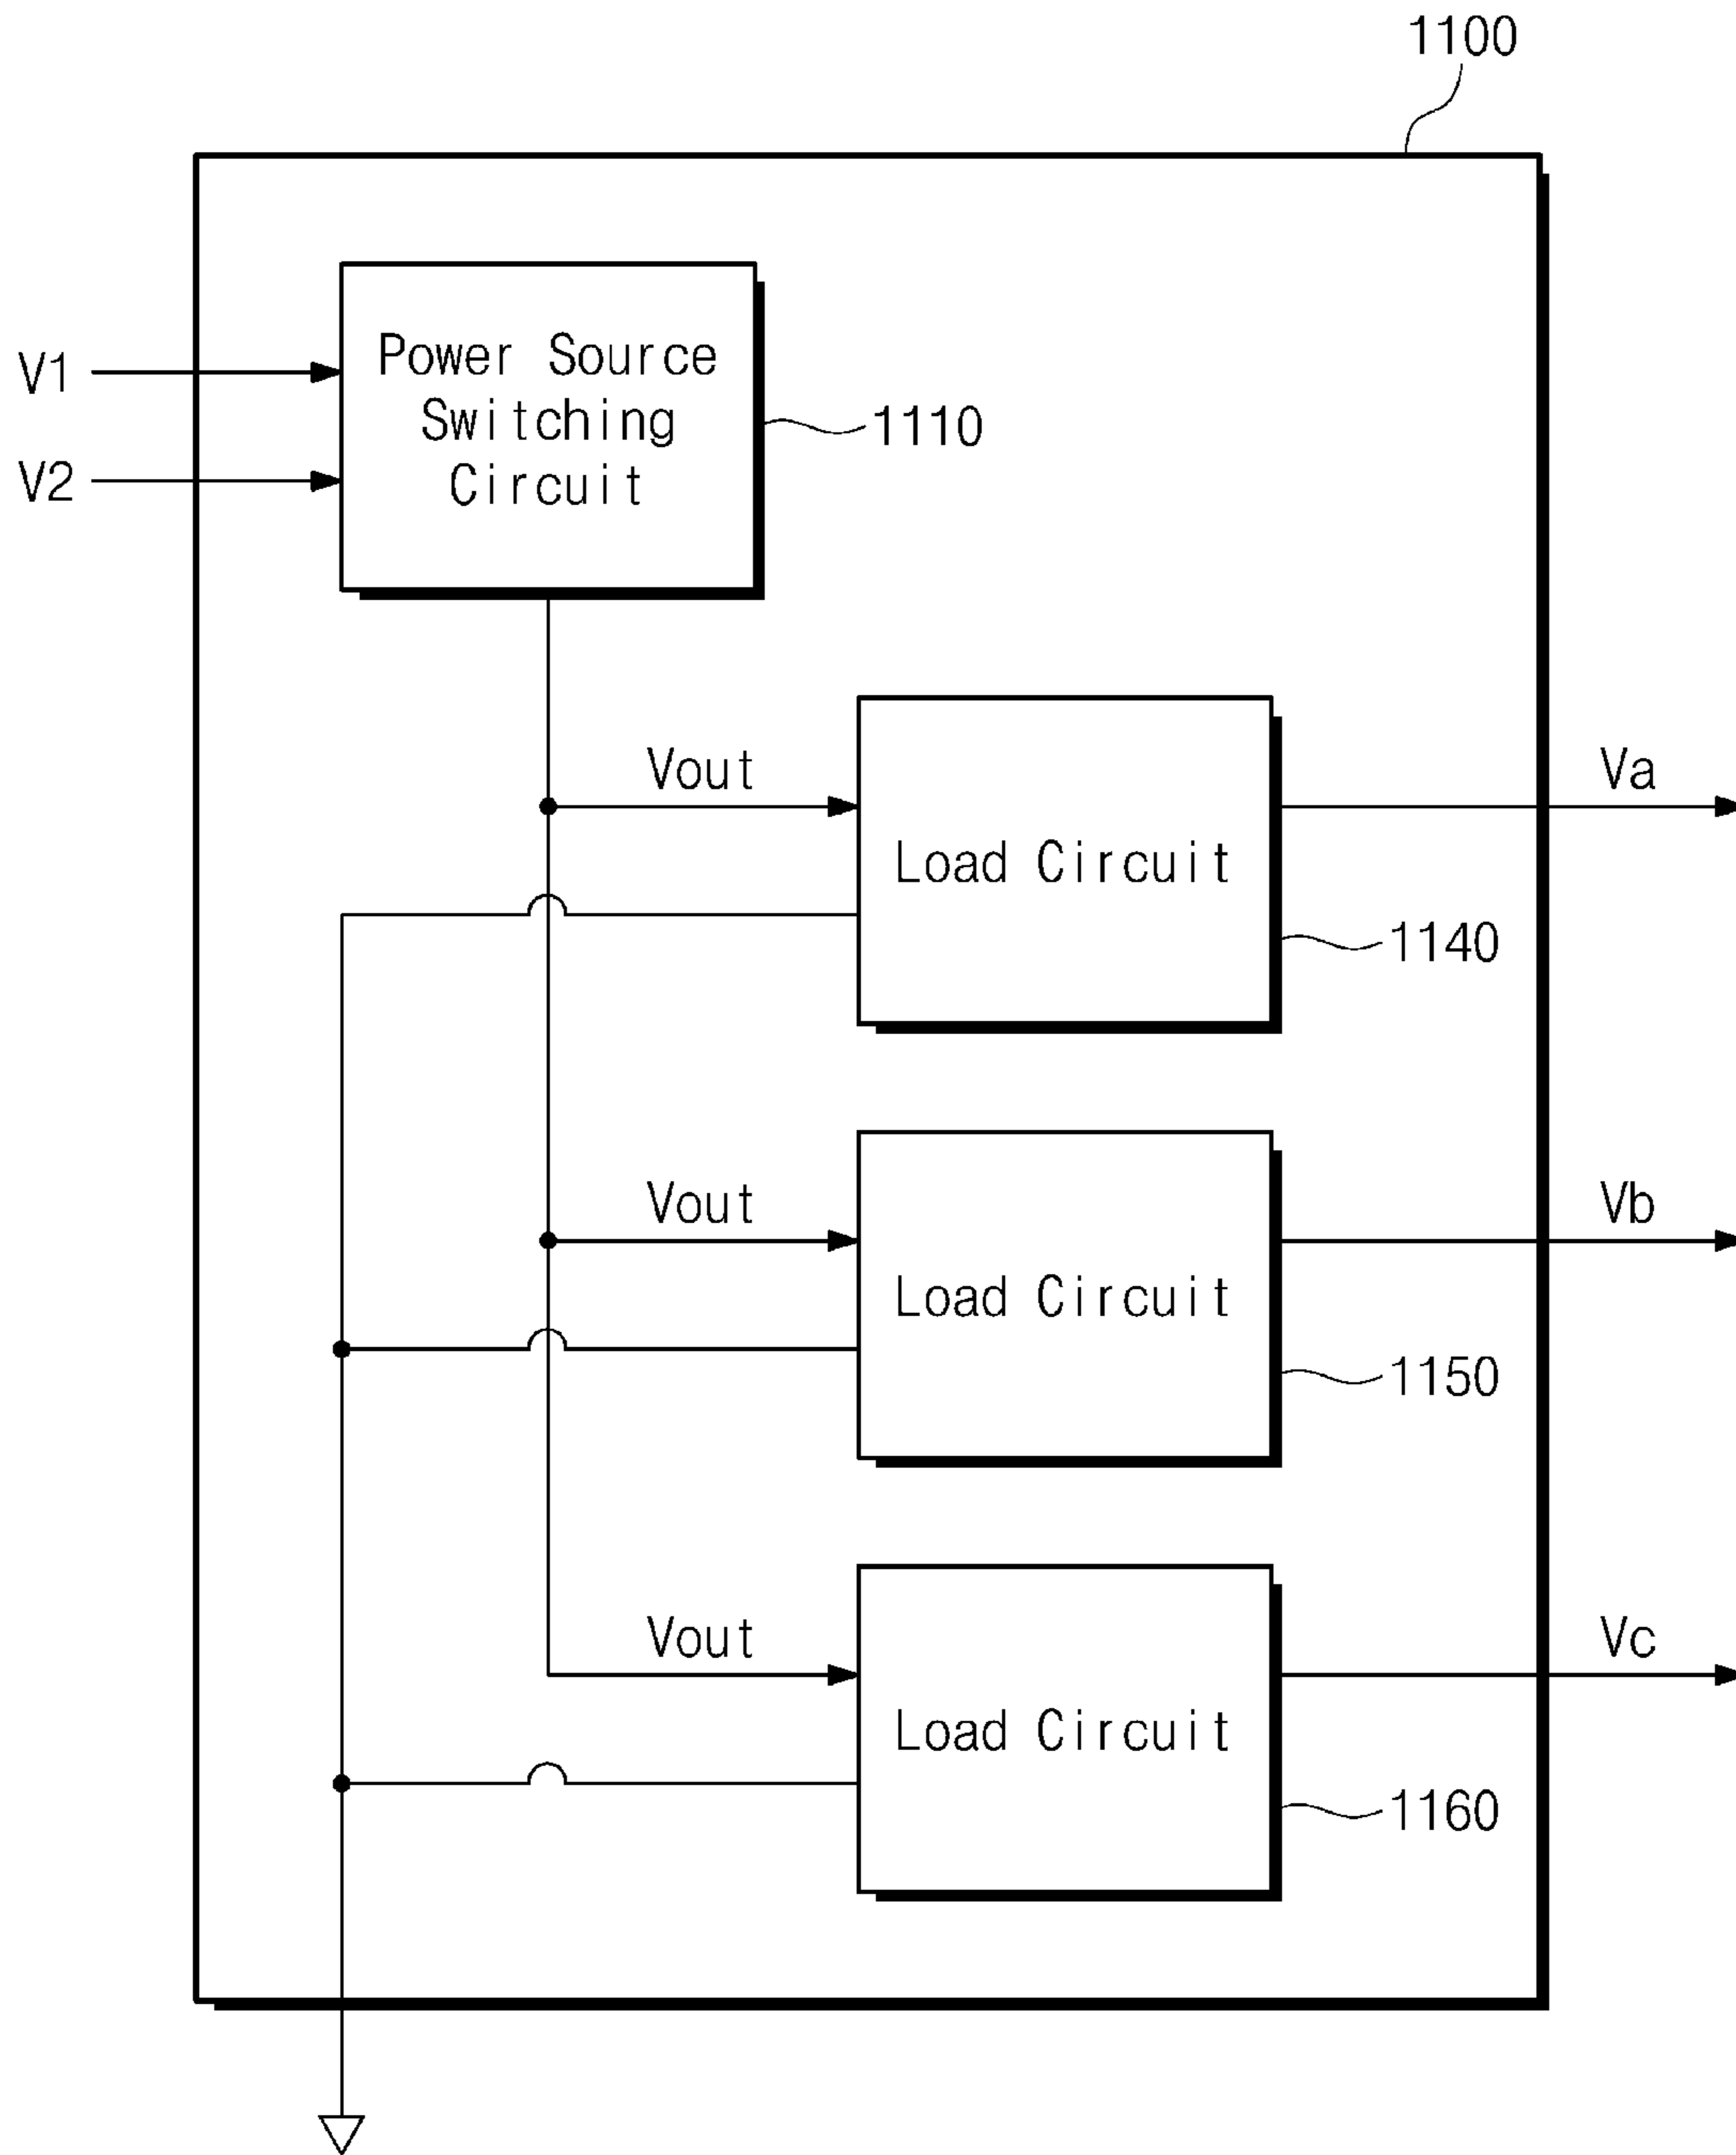 1100
Power Source
Switching
Circuit
V1
V2
1110
Vout
Va
Load Circuit
1140
Vout
Vb
Load Circuit
1150
Vout
Vc
Load Circuit
1160